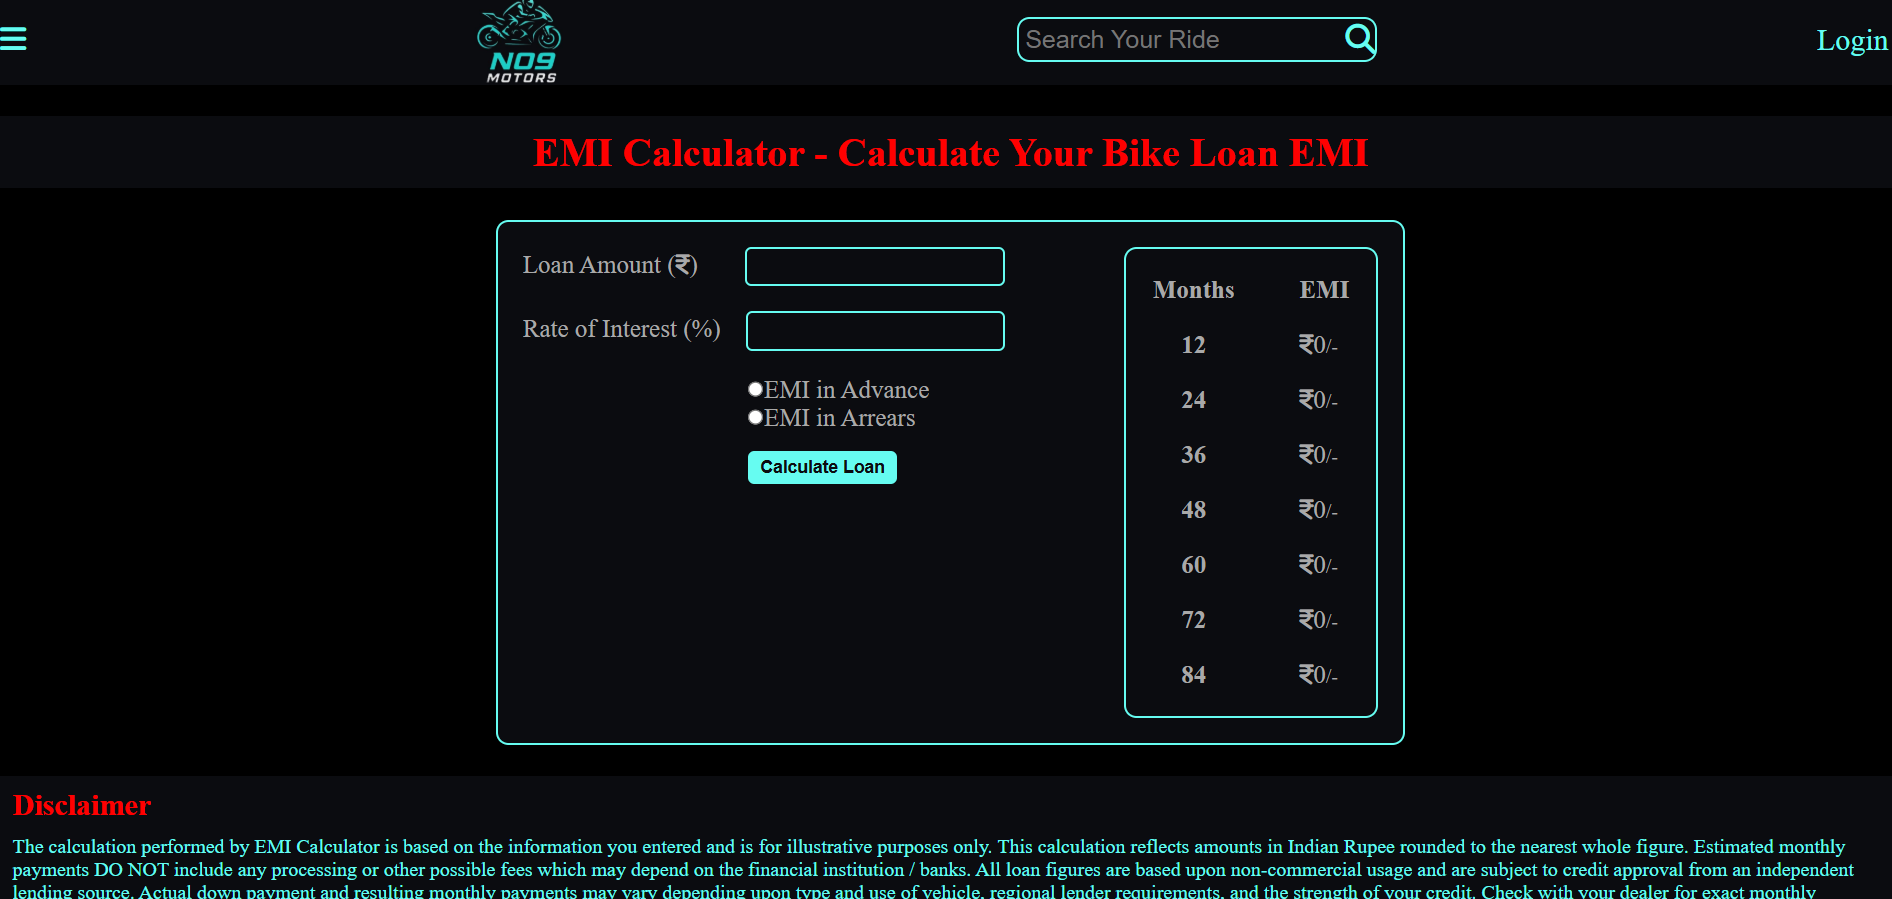 NO9
MOTORS
Search Your Ride
Login
EMI Calculator - Calculate Your Bike Loan EMI
Loan Amount (₹)
Rate of Interest (%)
EMI in Advance
EMI in Arrears
Calculate Loan
Months EMI
12 ₹0/-
24 ₹0/-
36 ₹0/-
48 ₹0/-
60 ₹0/-
72 ₹0/-
84 ₹0/-
Disclaimer
The calculation performed by EMI Calculator is based on the information you entered and is for illustrative purposes only. This calculation reflects amounts in Indian Rupee rounded to the nearest whole figure. Estimated monthly
payments DO NOT include any processing or other possible fees which may depend on the financial institution / banks. All loan figures are based upon non-commercial usage and are subject to credit approval from an independent
lending source. Actual down payment and resulting monthly payments may vary depending upon type and use of vehicle, regional lender requirements, and the strength of your credit. Check with your dealer for exact monthly